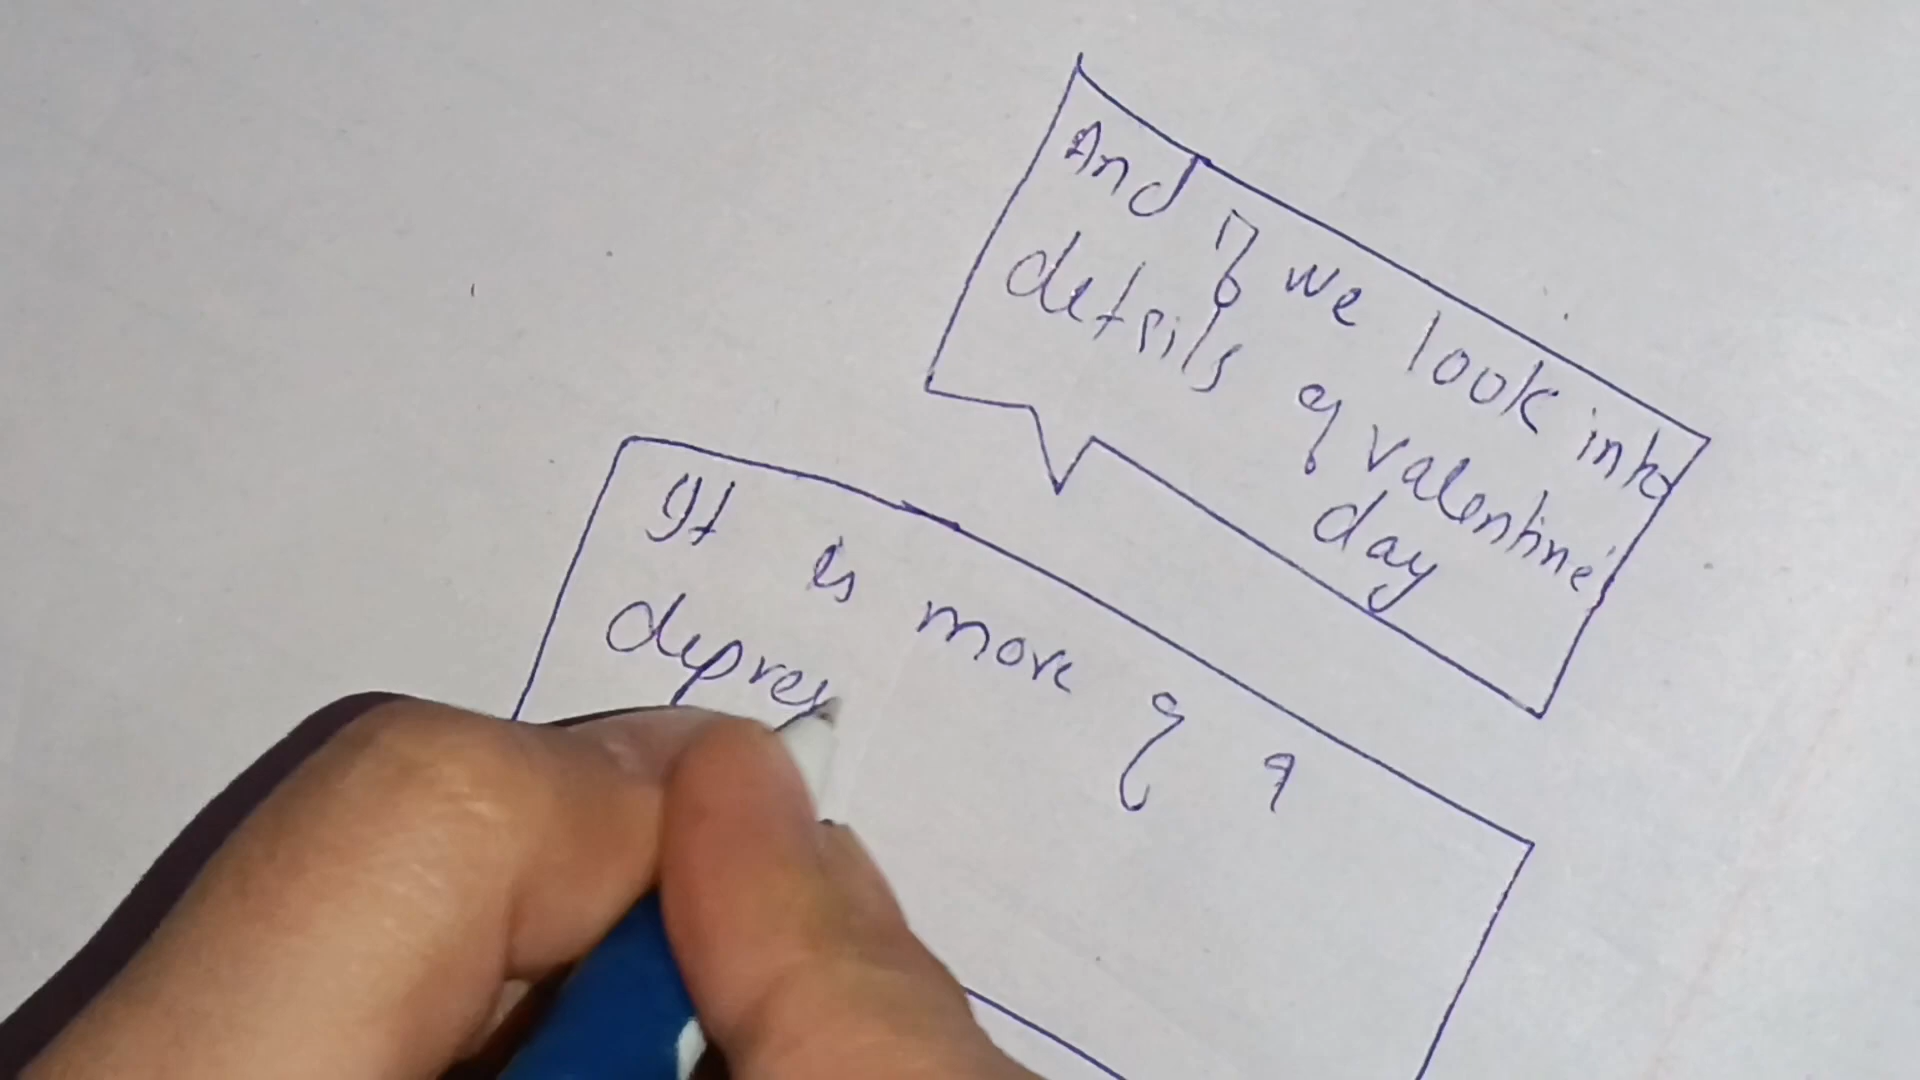 And if we look into
details of valentine's
day
It is more of a
depres